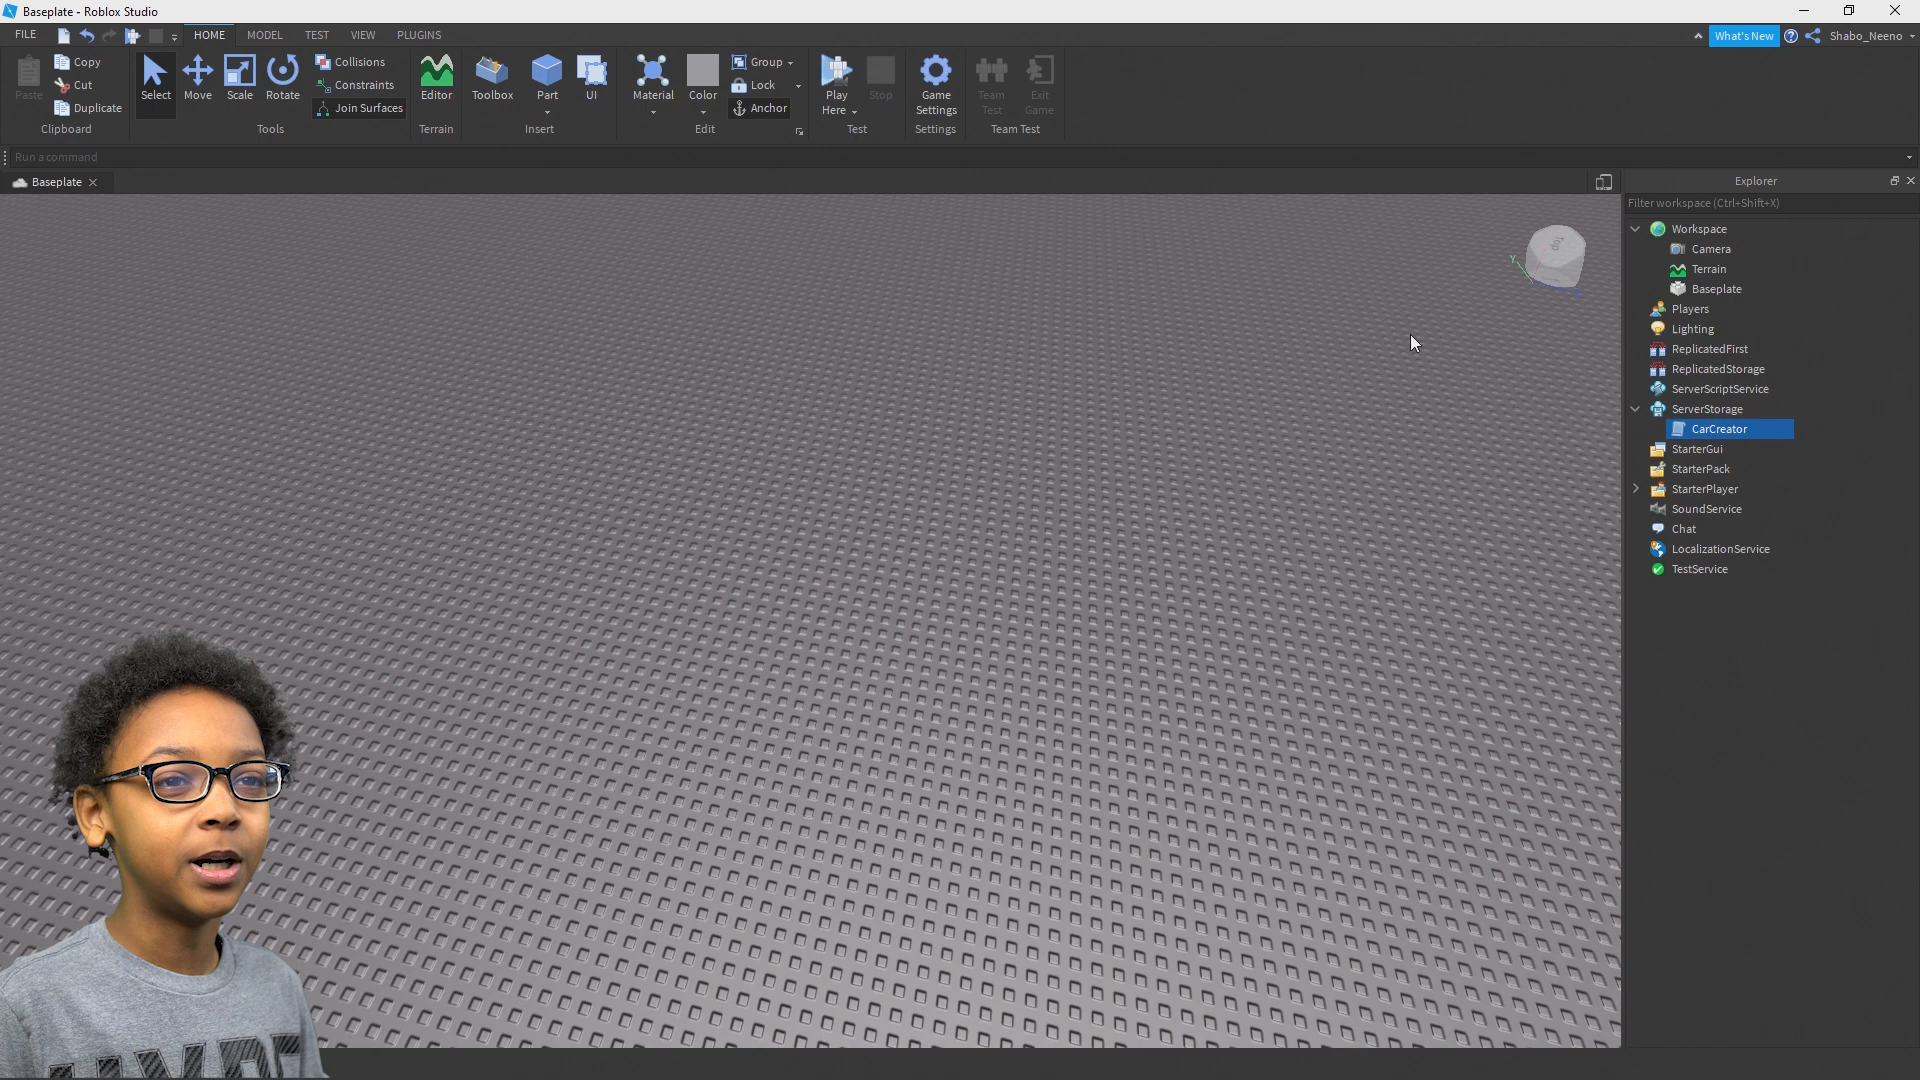 Baseplate - Roblox Studio
FILE HOME MODEL TEST VIEW PLUGINS What's New Shabo_Neeno
Paste
Copy
Cut
Duplicate
Clipboard
Select Move Scale Rotate
Collisions
Constraints
Join Surfaces
Tools
Editor
Terrain
Toolbox Part UI
Insert
Material Color
Group
Lock
Anchor
Edit
Play
Here
Stop
Test
Game
Settings
Settings
Team
Test
Exit
Game
Team Test
Run a command
Baseplate
Explorer
Filter workspace (Ctrl+Shift+X)
Workspace
Camera
Terrain
Baseplate
Players
Lighting
ReplicatedFirst
ReplicatedStorage
ServerScriptService
ServerStorage
CarCreator
StarterGui
StarterPack
StarterPlayer
SoundService
Chat
LocalizationService
TestService
Y